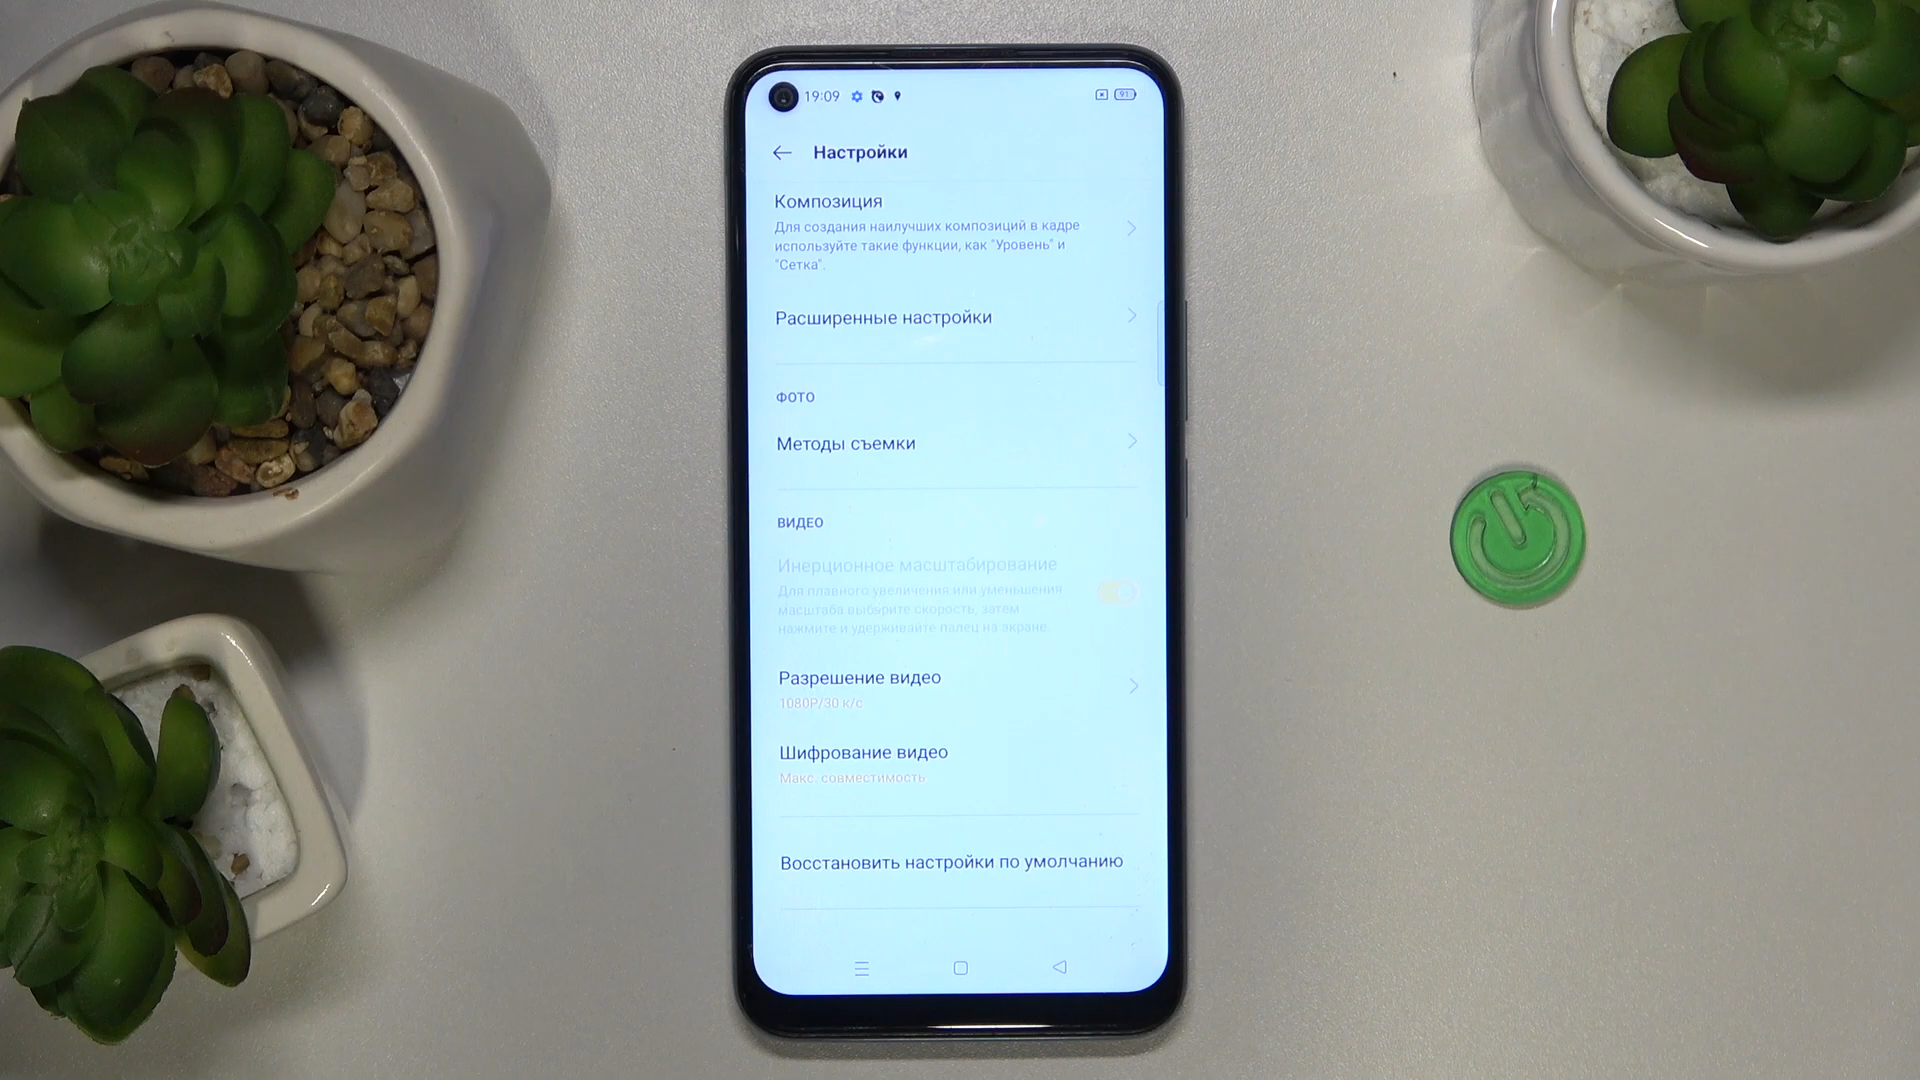 19:09
91
Настройки
Композиция
Для создания наилучших композиций в кадре
используйте такие функции, как "Уровень" и
"Сетка".
Расширенные настройки
ФОТО
Методы съемки
ВИДЕО
Инерционное масштабирование
Для плавного увеличения или уменьшения
масштаба выберите скорость, затем
нажмите и удерживайте палец на экране.
Разрешение видео
1080P/30 к/с
Шифрование видео
Макс. совместимость
Восстановить настройки по умолчанию